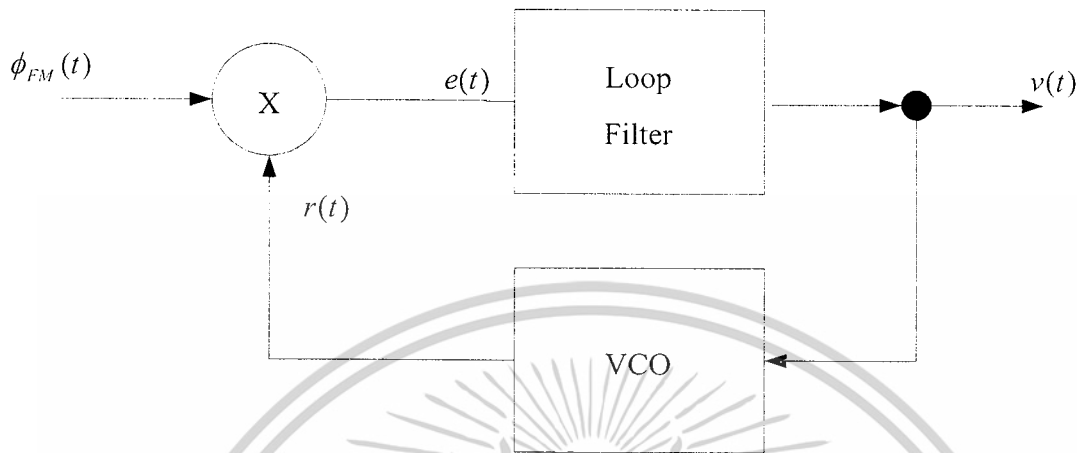 ϕ_FM(t)
X
e(t)
Loop
Filter
v(t)
r(t)
VCO